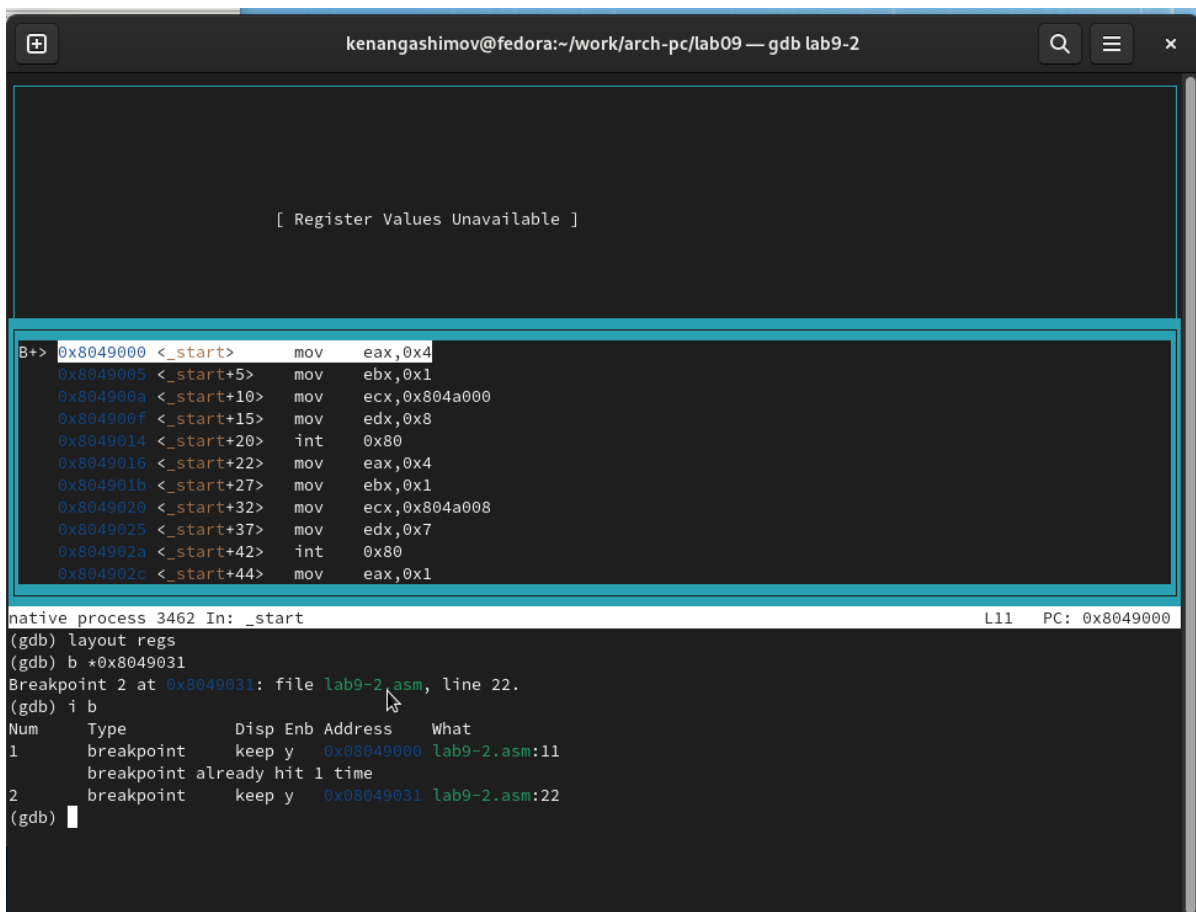 kenangashimov@fedora:~/work/arch-pc/lab09 — gdb lab9-2
[ Register Values Unavailable ]
B+> 0x8049000 <_start>      mov    eax,0x4
0x8049005 <_start+5>    mov    ebx,0x1
0x804900a <_start+10>   mov    ecx,0x804a000
0x804900f <_start+15>   mov    edx,0x8
0x8049014 <_start+20>   int    0x80
0x8049016 <_start+22>   mov    eax,0x4
0x804901b <_start+27>   mov    ebx,0x1
0x8049020 <_start+32>   mov    ecx,0x804a008
0x8049025 <_start+37>   mov    edx,0x7
0x804902a <_start+42>   int    0x80
0x804902c <_start+44>   mov    eax,0x1
native process 3462 In: _start                L11   PC: 0x8049000
(gdb) layout regs
(gdb) b *0x8049031
Breakpoint 2 at 0x8049031: file lab9-2.asm, line 22.
(gdb) i b
Num     Type           Disp Enb Address    What
1       breakpoint     keep y   0x08049000 lab9-2.asm:11
breakpoint already hit 1 time
2       breakpoint     keep y   0x08049031 lab9-2.asm:22
(gdb)